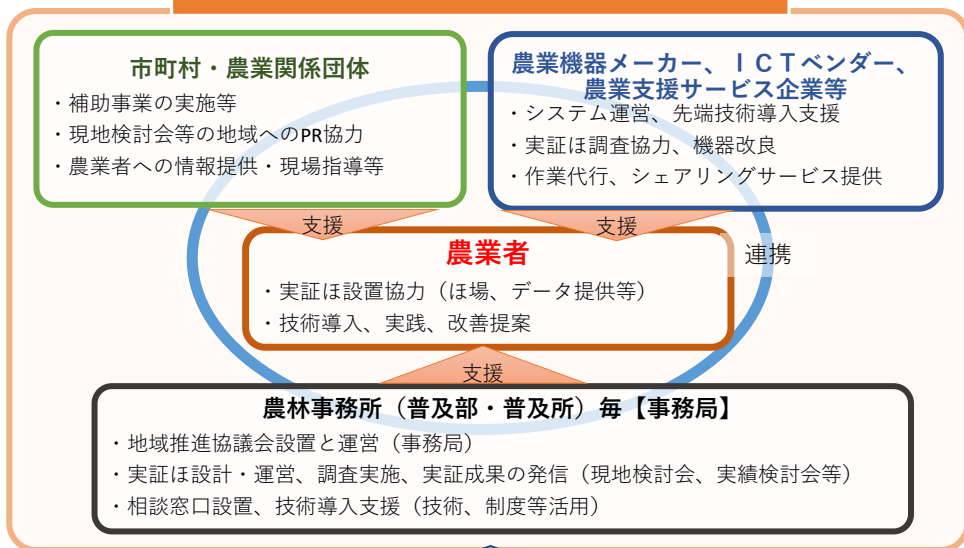 市町村・農業関係団体
・補助事業の実施等
・現地検討会等の地域へのPR協力
・農業者への情報提供・現場指導等
農業機器メーカー、ＩＣＴベンダー、
農業支援サービス企業等
・システム運営、先端技術導入支援
・実証ほ調査協力、機器改良
・作業代行、シェアリングサービス提供
支援
支援
農業者
・実証ほ設置協力（ほ場、データ提供等）
・技術導入、実践、改善提案
連携
支援
農林事務所（普及部・普及所）毎【事務局】
・地域推進協議会設置と運営（事務局）
・実証ほ設計・運営、調査実施、実証成果の発信（現地検討会、実績検討会等）
・相談窓口設置、技術導入支援（技術、制度等活用）